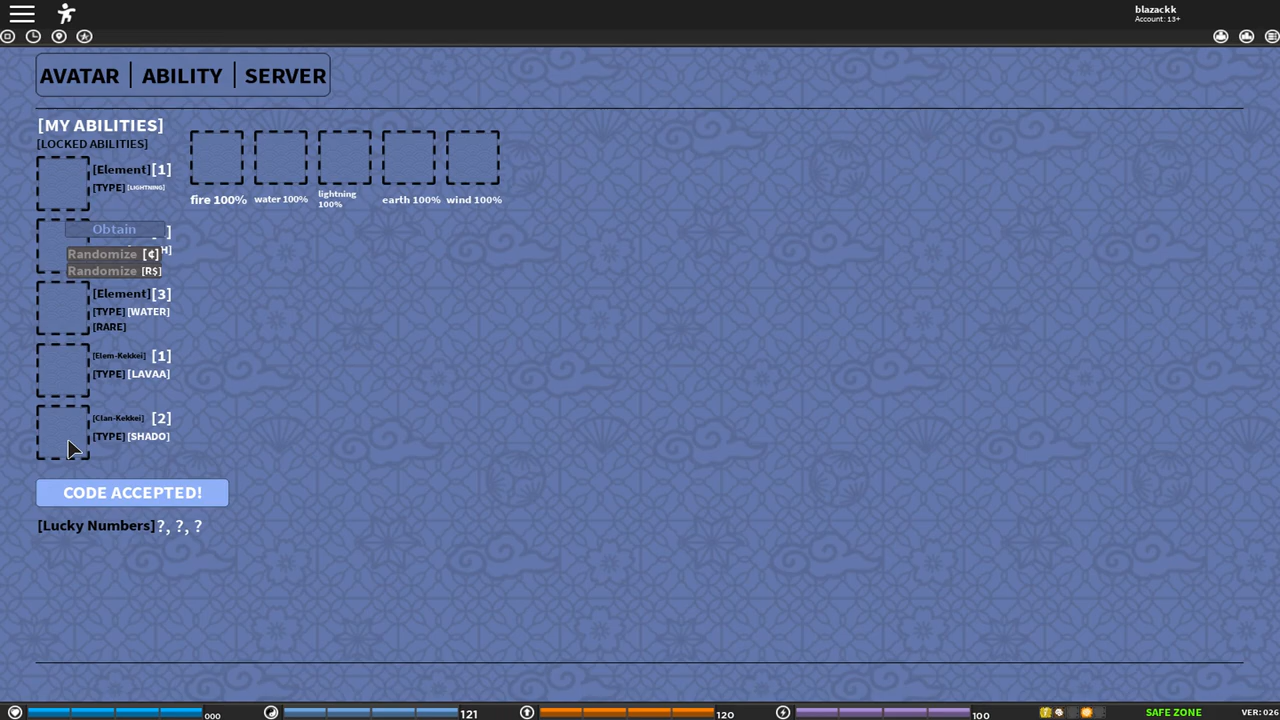 blazackk
Account: 13+
AVATAR | ABILITY | SERVER
[MY ABILITIES]
[LOCKED ABILITIES]
[Element] [1]
[TYPE] [LIGHTNING]
fire 100% water 100% lightning 100% earth 100% wind 100%
Obtain ]
H]
Randomize [¢]
Randomize [R$]
[Element] [3]
[TYPE] [WATER]
[RARE]
[Elem-Kekkei] [1]
[TYPE] [LAVAA]
[Clan-Kekkei] [2]
[TYPE] [SHADO]
CODE ACCEPTED!
[Lucky Numbers] ?, ?, ?
000 121 120 100 SAFE ZONE VER: 026